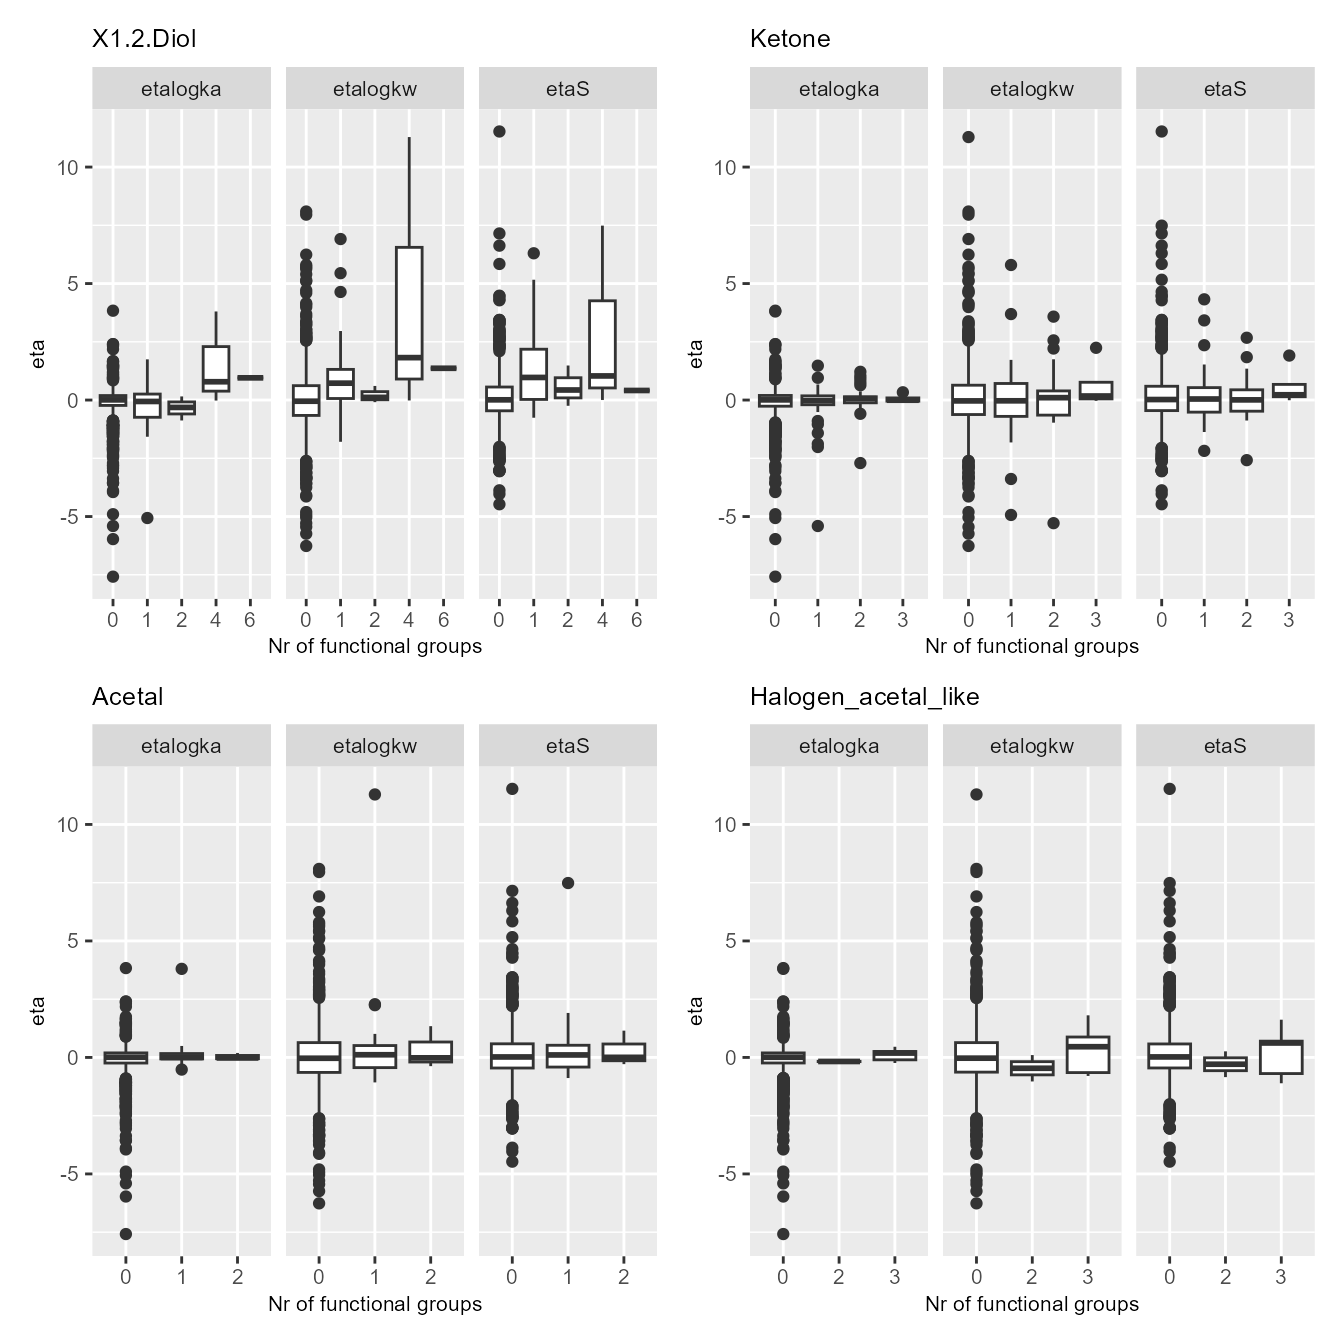 X1.2.Diol
etalogka etalogkw etaS
10
5
0
-5
eta
0 1 2 4 6 0 1 2 4 6 0 1 2 4 6
Nr of functional groups
Ketone
etalogka etalogkw etaS
10
5
0
-5
eta
0 1 2 3 0 1 2 3 0 1 2 3
Nr of functional groups
Acetal
etalogka etalogkw etaS
10
5
0
-5
eta
0 1 2 0 1 2 0 1 2
Nr of functional groups
Halogen_acetal_like
etalogka etalogkw etaS
10
5
0
-5
eta
0 2 3 0 2 3 0 2 3
Nr of functional groups